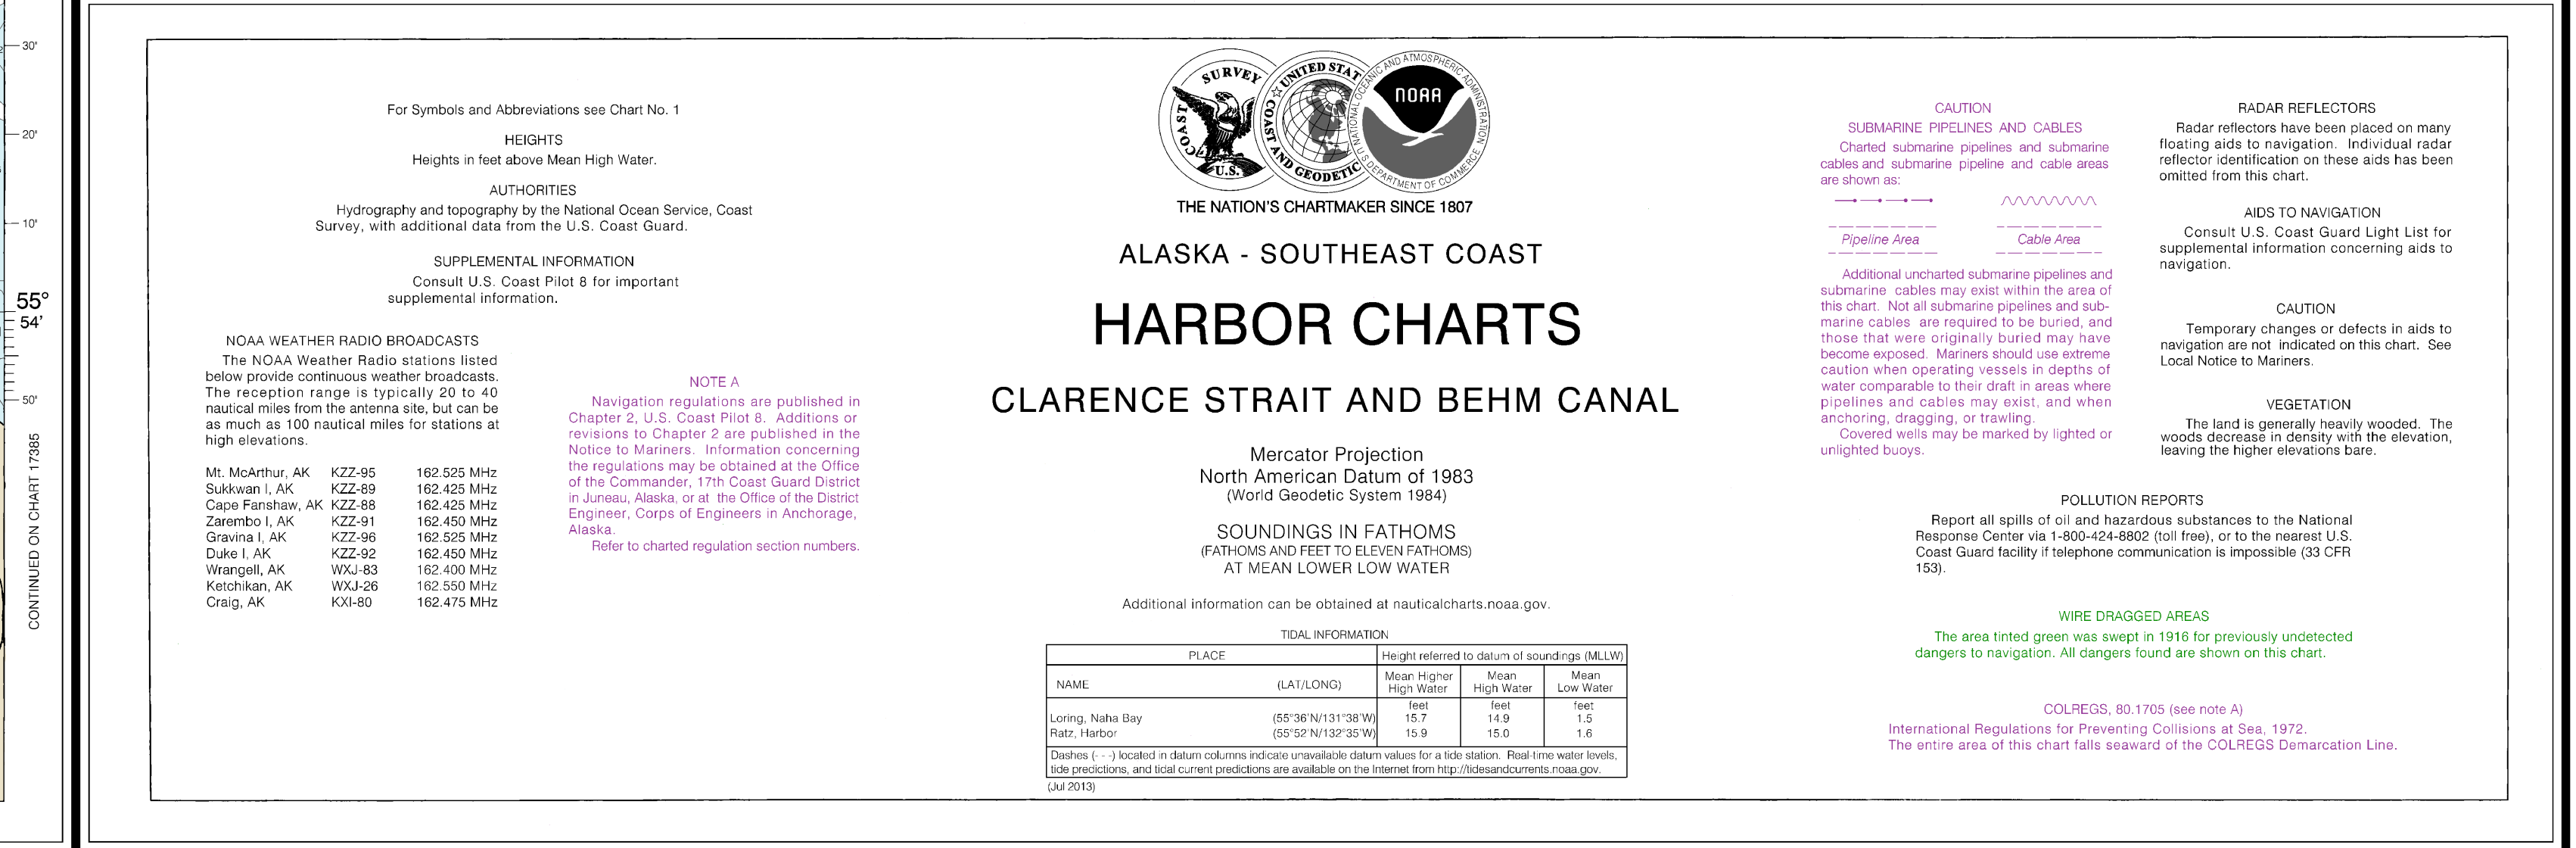 30"
20"
10"
55°
54'
50"
CONTINUED ON CHART 17385
For Symbols and Abbreviations see Chart No. 1
HEIGHTS
Heights in feet above Mean High Water.
AUTHORITIES
Hydrography and topography by the National Ocean Service, Coast
Survey, with additional data from the U.S. Coast Guard.
SUPPLEMENTAL INFORMATION
Consult U.S. Coast Pilot 8 for important
supplemental information.
NOAA WEATHER RADIO BROADCASTS
The NOAA Weather Radio stations listed
below provide continuous weather broadcasts.
The reception range is typically 20 to 40
nautical miles from the antenna site, but can be
as much as 100 nautical miles for stations at
high elevations.
Mt. McArthur, AK KZZ-95 162.525 MHz
Sukkwan I, AK KZZ-89 162.425 MHz
Cape Fanshaw, AK KZZ-88 162.425 MHz
Zarembo I, AK KZZ-91 162.450 MHz
Gravina I, AK KZZ-96 162.525 MHz
Duke I, AK KZZ-92 162.450 MHz
Wrangell, AK WXJ-83 162.400 MHz
Ketchikan, AK WXJ-26 162.550 MHz
Craig, AK KXI-80 162.475 MHz
NOTE A
Navigation regulations are published in
Chapter 2, U.S. Coast Pilot 8. Additions or
revisions to Chapter 2 are published in the
Notice to Mariners. Information concerning
the regulations may be obtained at the Office
of the Commander, 17th Coast Guard District
in Juneau, Alaska, or at the Office of the District
Engineer, Corps of Engineers in Anchorage,
Alaska.
Refer to charted regulation section numbers.
COAST SURVEY U.S.
UNITED STAT COAST AND GEODETIC
NATIONAL OCEANIC AND ATMOSPHERIC ADMINISTRATION
NOAA
U.S. DEPARTMENT OF COMMERCE
THE NATION'S CHARTMAKER SINCE 1807
ALASKA - SOUTHEAST COAST
HARBOR CHARTS
CLARENCE STRAIT AND BEHM CANAL
Mercator Projection
North American Datum of 1983
(World Geodetic System 1984)
SOUNDINGS IN FATHOMS
(FATHOMS AND FEET TO ELEVEN FATHOMS)
AT MEAN LOWER LOW WATER
Additional information can be obtained at nauticalcharts.noaa.gov.
TIDAL INFORMATION
PLACE Height referred to datum of soundings (MLLW)
NAME (LAT/LONG) Mean Higher High Water Mean High Water Mean Low Water
feet feet feet
Loring, Naha Bay (55°36'N/131°38'W) 15.7 14.9 1.5
Ratz, Harbor (55°52'N/132°35'W) 15.9 15.0 1.6
Dashes (- - -) located in datum columns indicate unavailable datum values for a tide station. Real-time water levels,
tide predictions, and tidal current predictions are available on the Internet from http://tidesandcurrents.noaa.gov.
(Jul 2013)
CAUTION
SUBMARINE PIPELINES AND CABLES
Charted submarine pipelines and submarine
cables and submarine pipeline and cable areas
are shown as:
Pipeline Area Cable Area
Additional uncharted submarine pipelines and
submarine cables may exist within the area of
this chart. Not all submarine pipelines and sub-
marine cables are required to be buried, and
those that were originally buried may have
become exposed. Mariners should use extreme
caution when operating vessels in depths of
water comparable to their draft in areas where
pipelines and cables may exist, and when
anchoring, dragging, or trawling.
Covered wells may be marked by lighted or
unlighted buoys.
RADAR REFLECTORS
Radar reflectors have been placed on many
floating aids to navigation. Individual radar
reflector identification on these aids has been
omitted from this chart.
AIDS TO NAVIGATION
Consult U.S. Coast Guard Light List for
supplemental information concerning aids to
navigation.
CAUTION
Temporary changes or defects in aids to
navigation are not indicated on this chart. See
Local Notice to Mariners.
VEGETATION
The land is generally heavily wooded. The
woods decrease in density with the elevation,
leaving the higher elevations bare.
POLLUTION REPORTS
Report all spills of oil and hazardous substances to the National
Response Center via 1-800-424-8802 (toll free), or to the nearest U.S.
Coast Guard facility if telephone communication is impossible (33 CFR
153).
WIRE DRAGGED AREAS
The area tinted green was swept in 1916 for previously undetected
dangers to navigation. All dangers found are shown on this chart.
COLREGS, 80.1705 (see note A)
International Regulations for Preventing Collisions at Sea, 1972.
The entire area of this chart falls seaward of the COLREGS Demarcation Line.